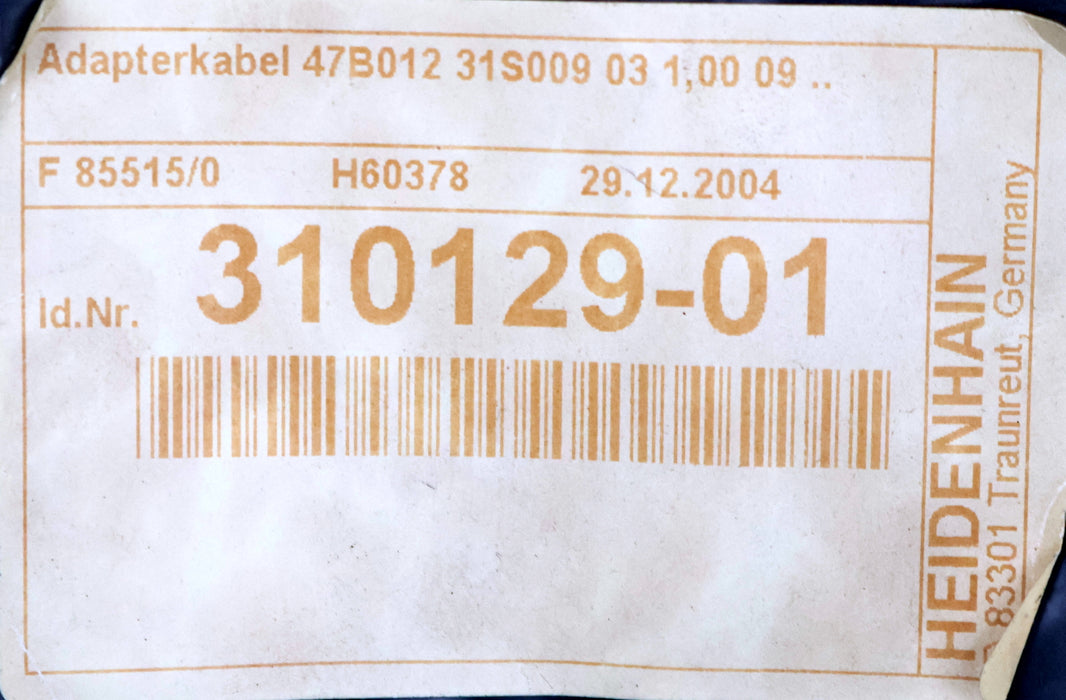 Adapterkabel 47B012 31S009 03 1,00 09 ..
F 85515/0 H60378 29.12.2004
Id.Nr. 310129-01
HEIDENHAIN
83301 Traunreut, Germany